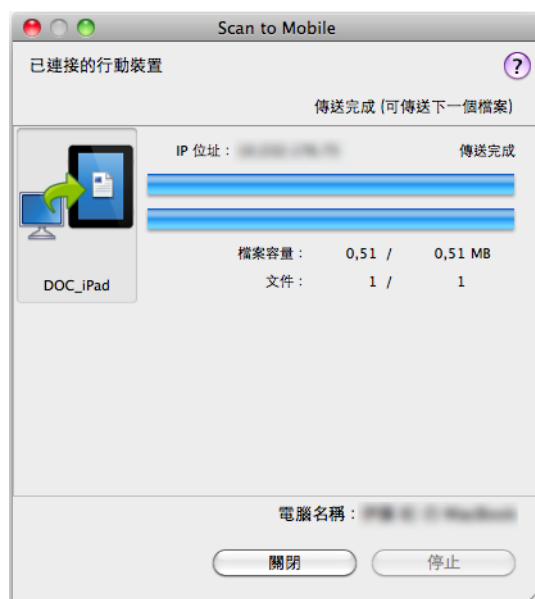 Scan to Mobile
已連接的行動裝置
?
傳送完成 (可傳送下一個檔案)
IP 位址： 傳送完成
檔案容量： 0,51 / 0,51 MB
文件： 1 / 1
DOC_iPad
電腦名稱：
關閉 停止